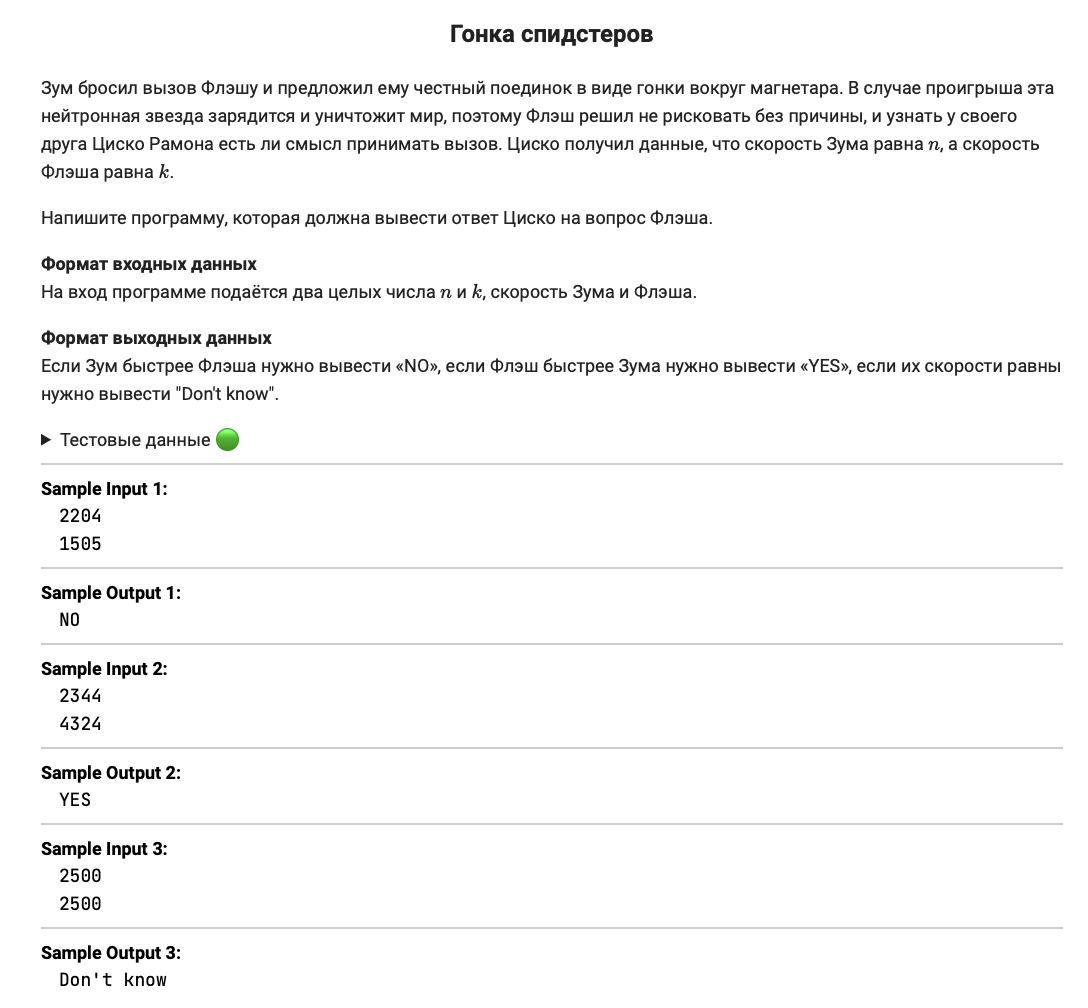 Гонка спидстеров
Зум бросил вызов Флэшу и предложил ему честный поединок в виде гонки вокруг магнетара. В случае проигрыша эта
нейтронная звезда зарядится и уничтожит мир, поэтому Флэш решил не рисковать без причины, и узнать у своего
друга Циско Рамона есть ли смысл принимать вызов. Циско получил данные, что скорость Зума равна n, а скорость
Флэша равна k.
Напишите программу, которая должна вывести ответ Циско на вопрос Флэша.
Формат входных данных
На вход программе подаётся два целых числа n и k, скорость Зума и Флэша.
Формат выходных данных
Если Зум быстрее Флэша нужно вывести «NO», если Флэш быстрее Зума нужно вывести «YES», если их скорости равны
нужно вывести "Don't know".
Тестовые данные
Sample Input 1:
2204
1505
Sample Output 1:
NO
Sample Input 2:
2344
4324
Sample Output 2:
YES
Sample Input 3:
2500
2500
Sample Output 3:
Don't know